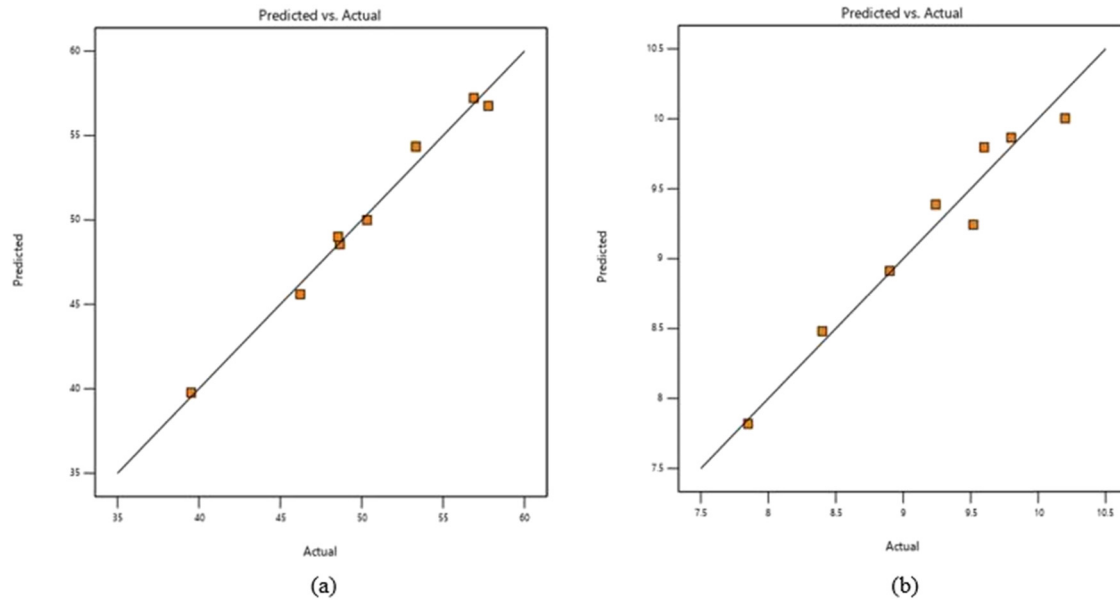 Predicted vs. Actual
60
55
50
45
40
35
Predicted
35 40 45 50 55 60
Actual
(a)
Predicted vs. Actual
10.5
10
9.5
9
8.5
8
7.5
Predicted
7.5 8 8.5 9 9.5 10 10.5
Actual
(b)